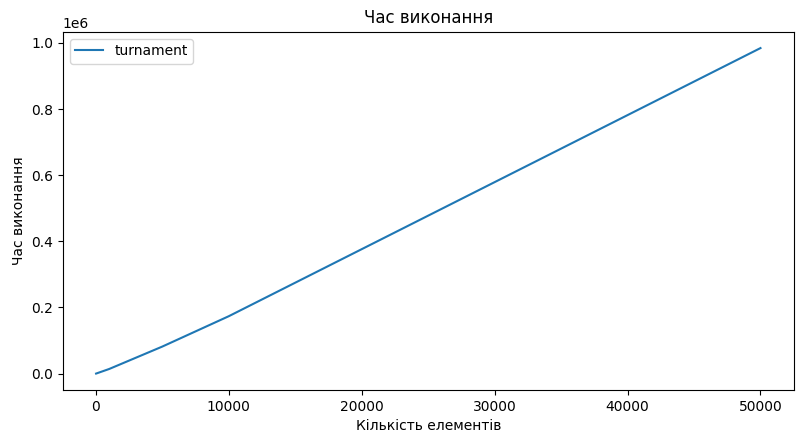 Час виконання
1e6
turnament
1.0
0.8
0.6
0.4
0.2
0.0
Час виконання
0
10000
20000
30000
40000
50000
Кількість елементів